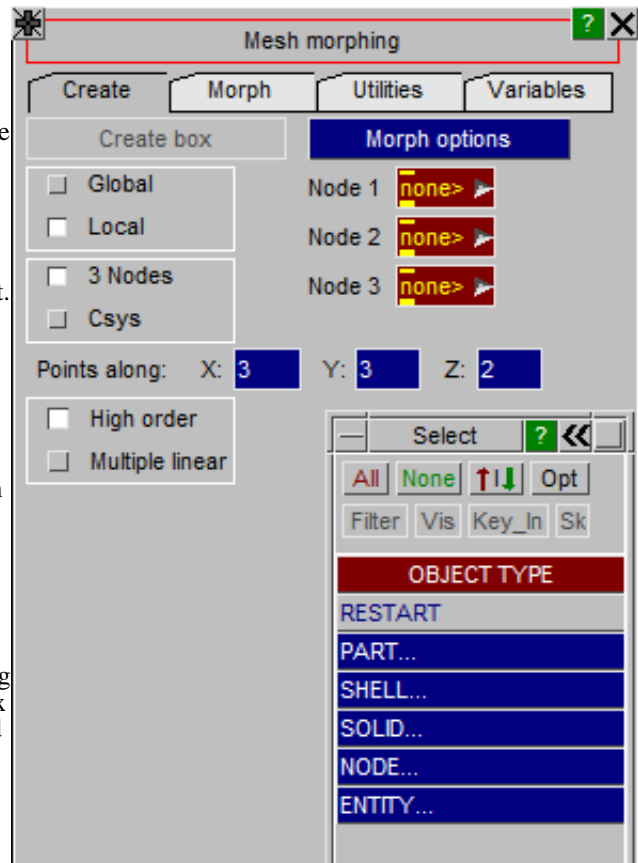 ? X
Mesh morphing
Create Morph Utilities Variables
e
Create box Morph options
Global Node 1 none>
Local Node 2 none>
3 Nodes Node 3 none>
t.
Csys
Points along: X: 3 Y: 3 Z: 2
High order
Select ?
Multiple linear
All None Opt
n
Filter Vis Key_In Sk
OBJECT TYPE
RESTART
PART...
g
SHELL...
x
SOLID...
NODE...
ENTITY...